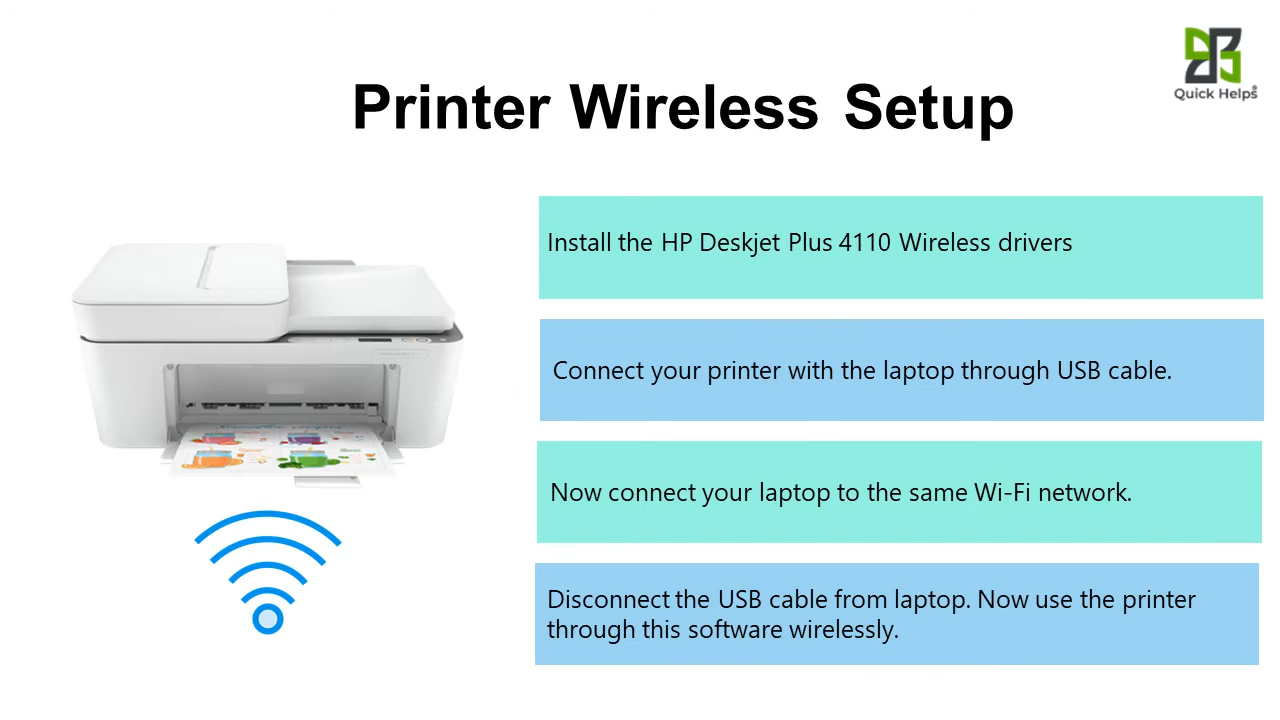 Quick Helps
Printer Wireless Setup
Install the HP Deskjet Plus 4110 Wireless drivers
Connect your printer with the laptop through USB cable.
Now connect your laptop to the same Wi-Fi network.
Disconnect the USB cable from laptop. Now use the printer
through this software wirelessly.